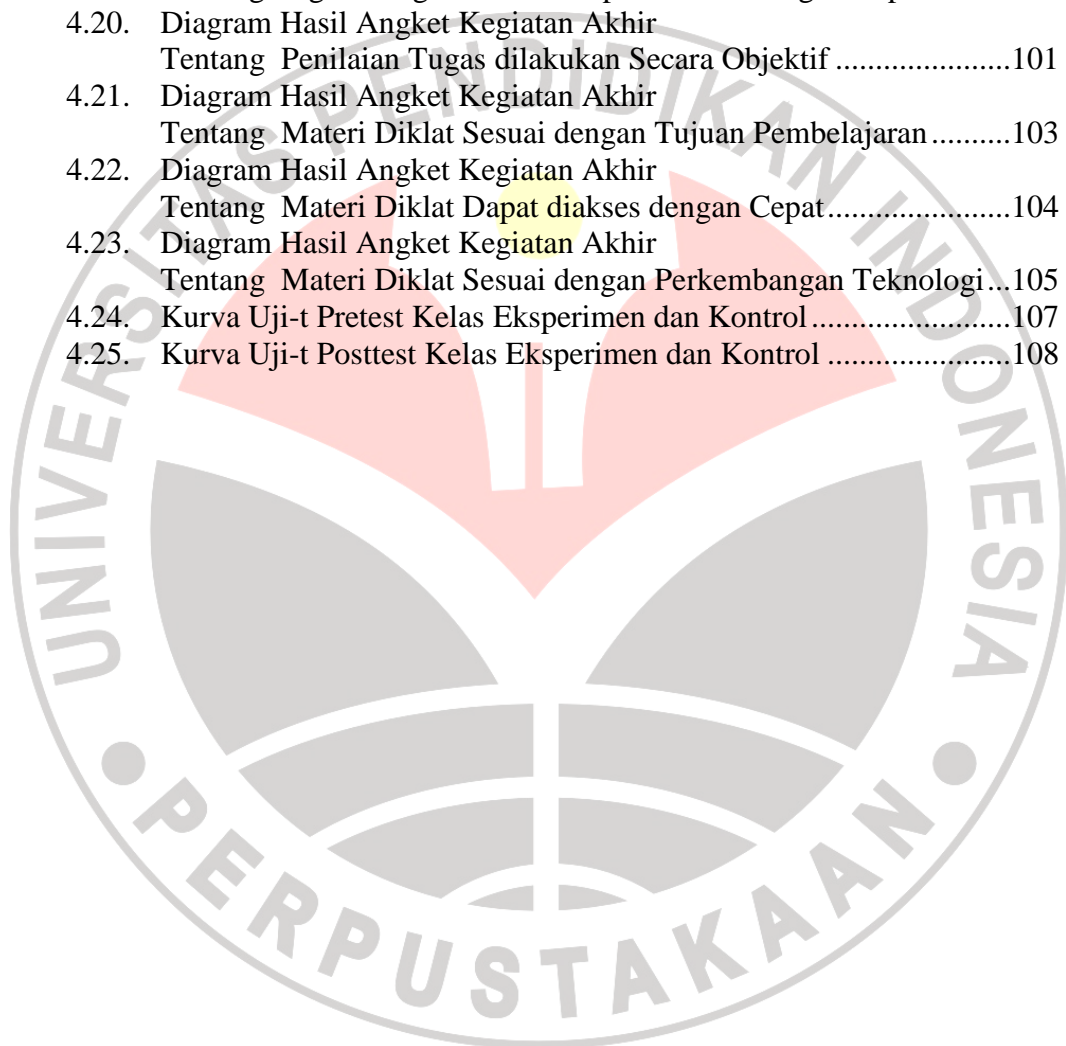 4.20. Diagram Hasil Angket Kegiatan Akhir
Tentang Penilaian Tugas dilakukan Secara Objektif .....................101
4.21. Diagram Hasil Angket Kegiatan Akhir
Tentang Materi Diklat Sesuai dengan Tujuan Pembelajaran ..........103
4.22. Diagram Hasil Angket Kegiatan Akhir
Tentang Materi Diklat Dapat diakses dengan Cepat......................104
4.23. Diagram Hasil Angket Kegiatan Akhir
Tentang Materi Diklat Sesuai dengan Perkembangan Teknologi ...105
4.24. Kurva Uji-t Pretest Kelas Eksperimen dan Kontrol ........................107
4.25. Kurva Uji-t Posttest Kelas Eksperimen dan Kontrol ......................108
UNIVERSITAS PENDIDIKAN INDONESIA
PERPUSTAKAAN